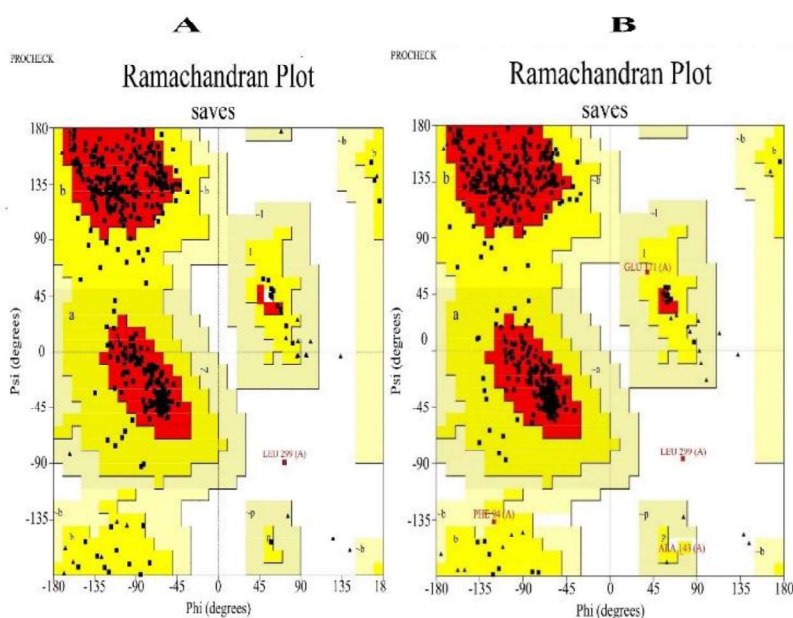 A
PROCHECK
Ramachandran Plot
saves
180
135
90
45
0
-45
-90
-135
-180
-135
-90
-45
0
45
90
135
18
Psi (degrees)
Phi (degrees)
b
~b
~l
l
a
LEU 299 (A)
~b
b
~p
p
~b
b
~b
B
PROCHECK
Ramachandran Plot
saves
180
135
90
45
0
-45
-90
-135
-180
-135
-90
-45
0
45
90
135
180
Psi (degrees)
Phi (degrees)
b
~b
~l
l
GLU 171 (A)
a
~a
LEU 299 (A)
PHE 94 (A)
~b
b
~p
p
ALA 143 (A)
~b
b
~b